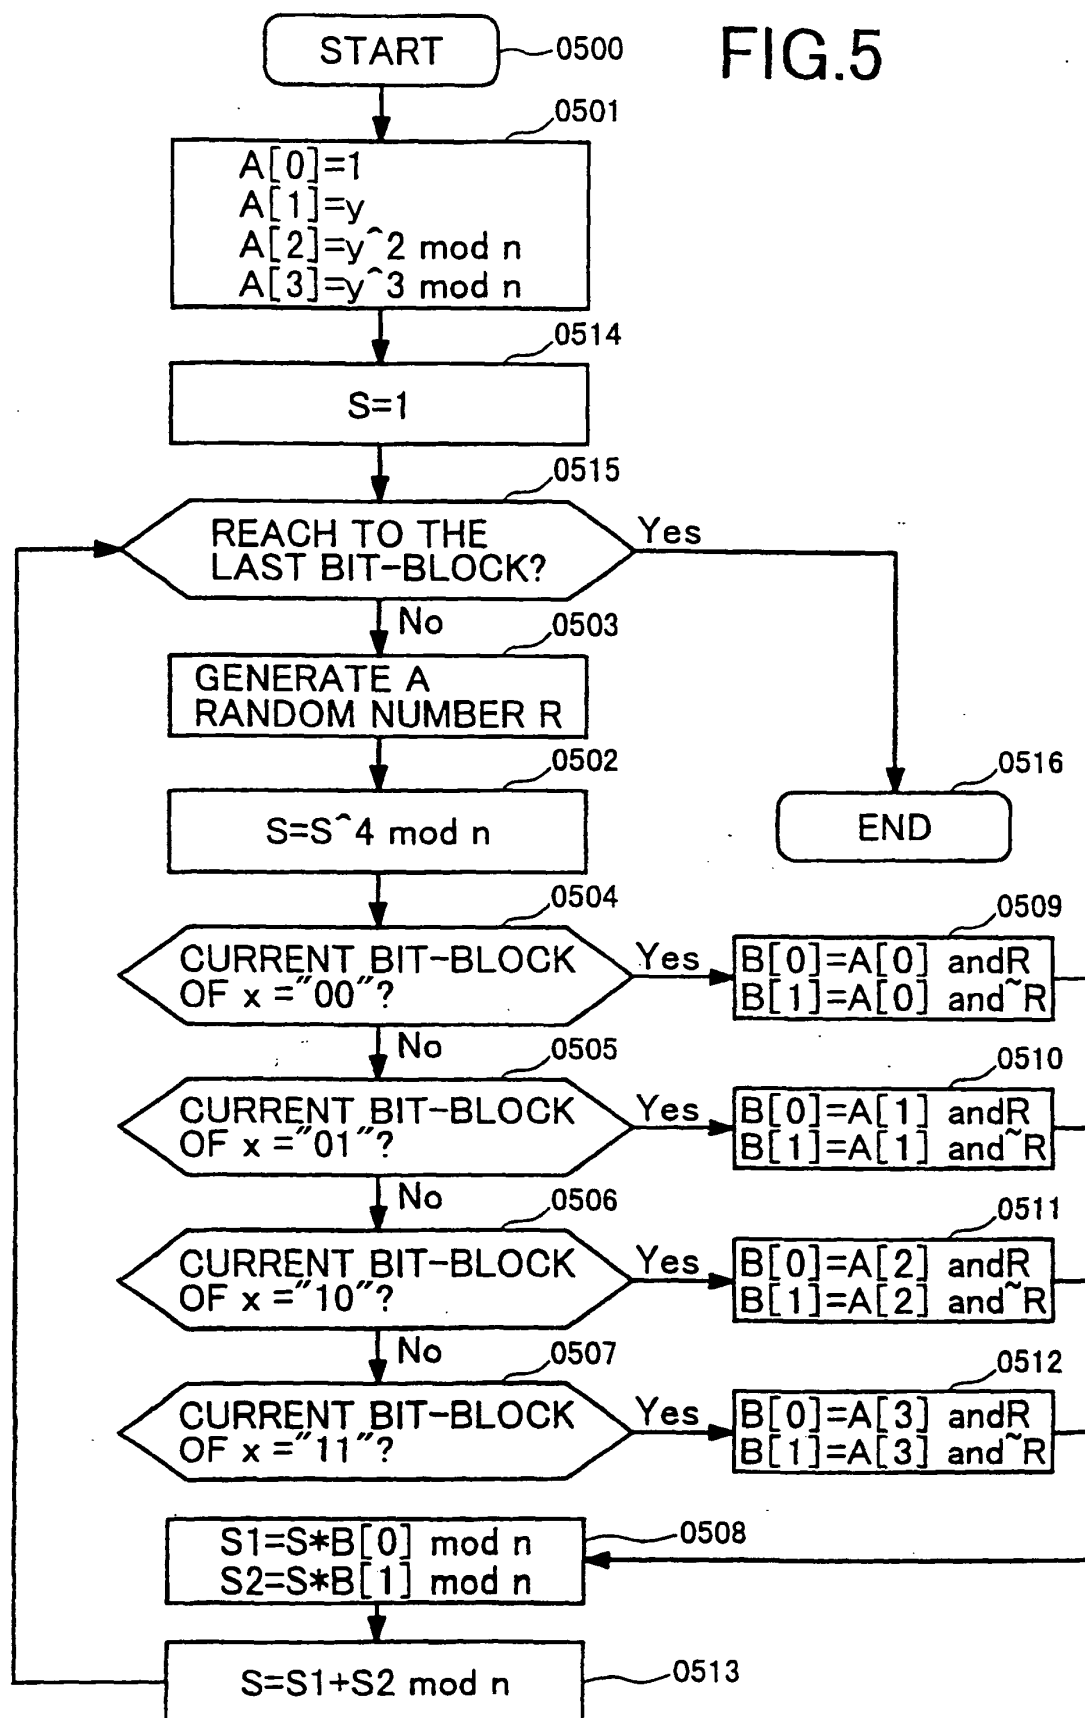 START
0500
FIG.5
0501
A[0]=1
A[1]=y
A[2]=y^2 mod n
A[3]=y^3 mod n
0514
S=1
0515
REACH TO THE
LAST BIT-BLOCK?
Yes
No
0503
GENERATE A
RANDOM NUMBER R
0502
S=S^4 mod n
0516
END
0504
CURRENT BIT-BLOCK
OF x ="00"?
Yes
0509
B[0]=A[0] andR
B[1]=A[0] and~R
No
0505
CURRENT BIT-BLOCK
OF x ="01"?
Yes
0510
B[0]=A[1] andR
B[1]=A[1] and~R
No
0506
CURRENT BIT-BLOCK
OF x ="10"?
Yes
0511
B[0]=A[2] andR
B[1]=A[2] and~R
No
0507
CURRENT BIT-BLOCK
OF x ="11"?
Yes
0512
B[0]=A[3] andR
B[1]=A[3] and~R
S1=S*B[0] mod n
S2=S*B[1] mod n
0508
S=S1+S2 mod n
0513